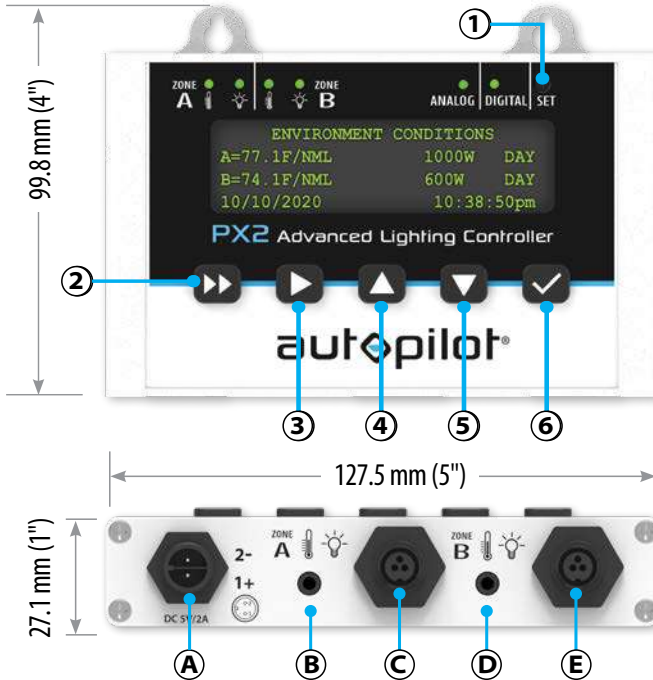 1
ZONE A ZONE B
ANALOG DIGITAL SET
ENVIRONMENT CONDITIONS
A=77.1F/NML 1000W DAY
B=74.1F/NML 600W DAY
10/10/2020 10:38:50pm
PX2 Advanced Lighting Controller
2
autopilot®
3 4 5 6
99.8 mm (4")
127.5 mm (5")
27.1 mm (1")
2-
1+
DC 5V/2A
ZONE A
ZONE B
A B C D E